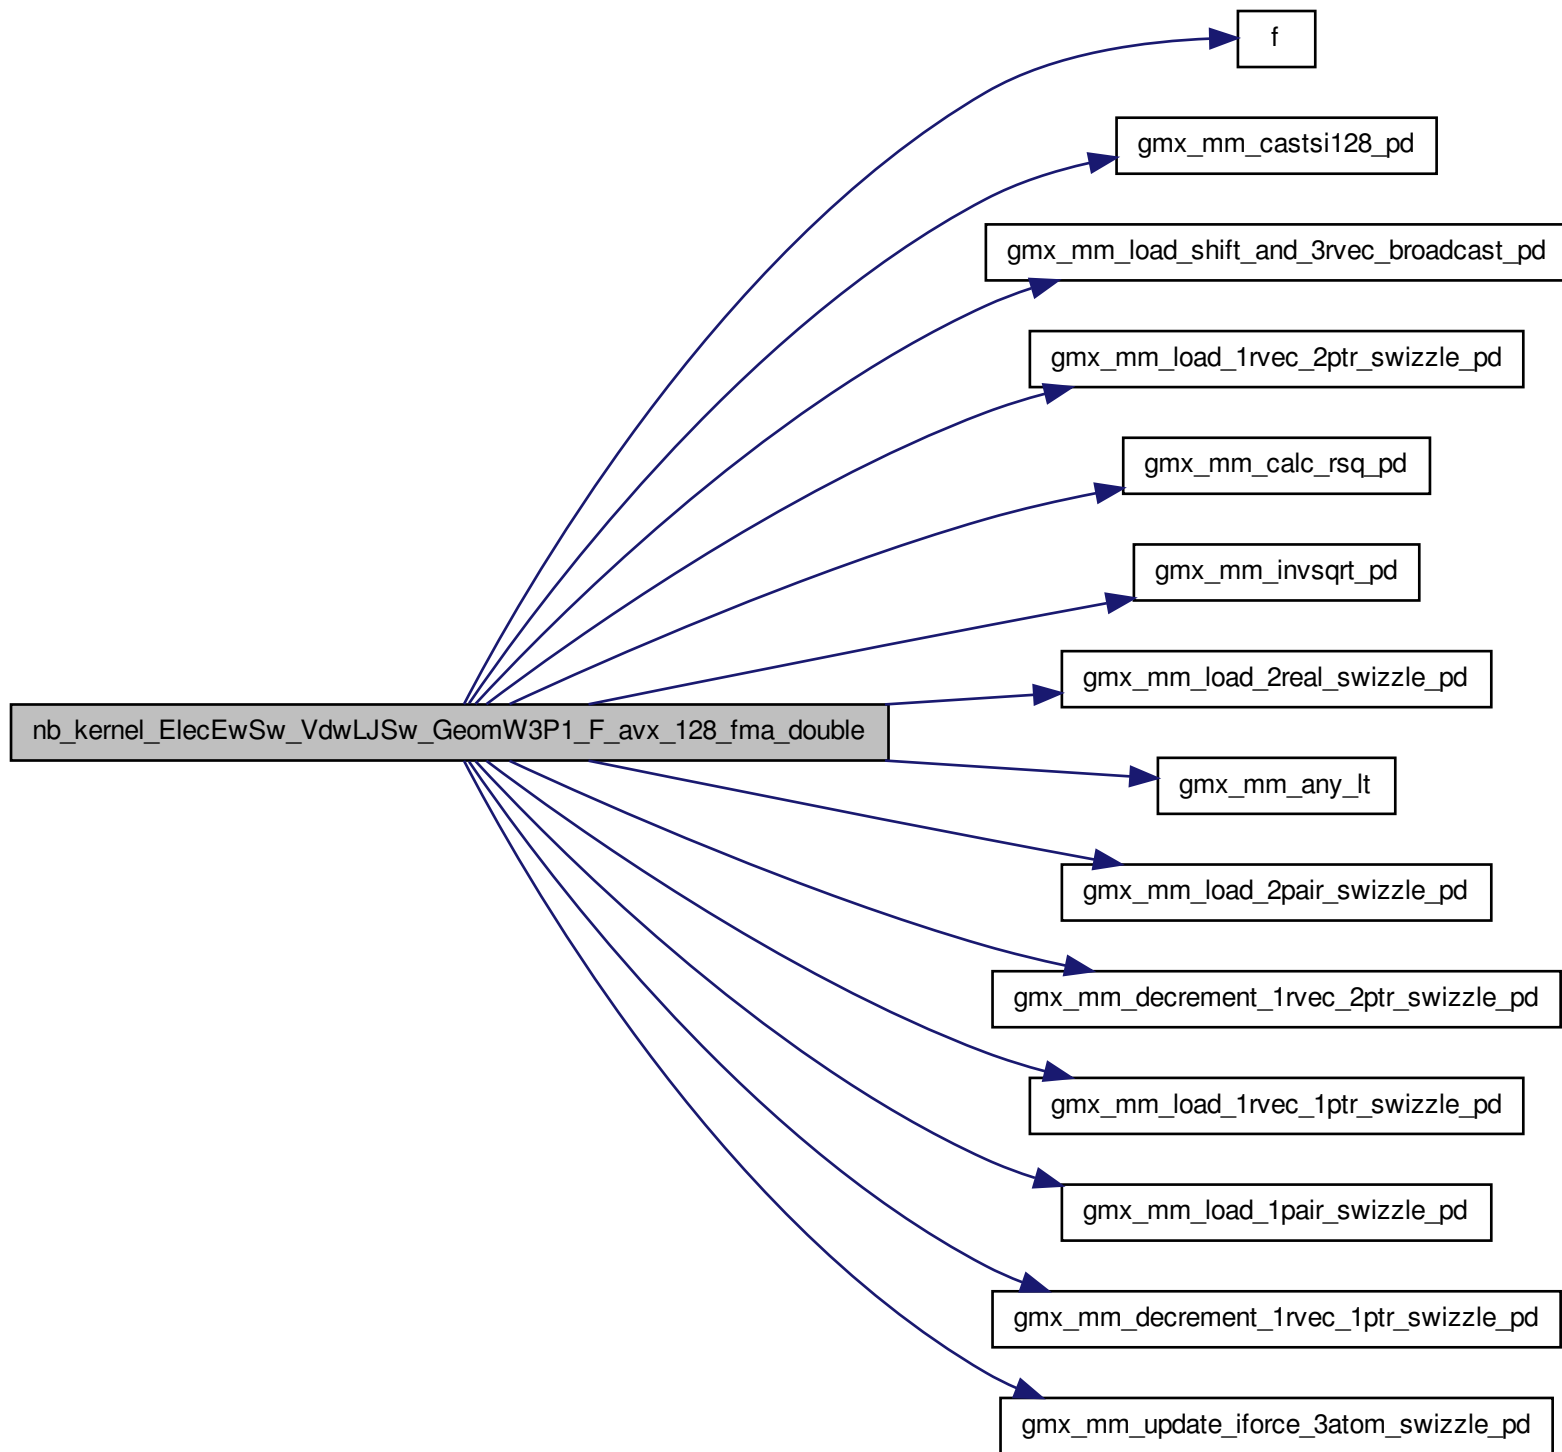 f
gmx_mm_castsi128_pd
gmx_mm_load_shift_and_3rvec_broadcast_pd
gmx_mm_load_1rvec_2ptr_swizzle_pd
gmx_mm_calc_rsq_pd
gmx_mm_invsqrt_pd
gmx_mm_load_2real_swizzle_pd
nb_kernel_ElecEwSw_VdwLJSw_GeomW3P1_F_avx_128_fma_double
gmx_mm_any_lt
gmx_mm_load_2pair_swizzle_pd
gmx_mm_decrement_1rvec_2ptr_swizzle_pd
gmx_mm_load_1rvec_1ptr_swizzle_pd
gmx_mm_load_1pair_swizzle_pd
gmx_mm_decrement_1rvec_1ptr_swizzle_pd
gmx_mm_update_iforce_3atom_swizzle_pd